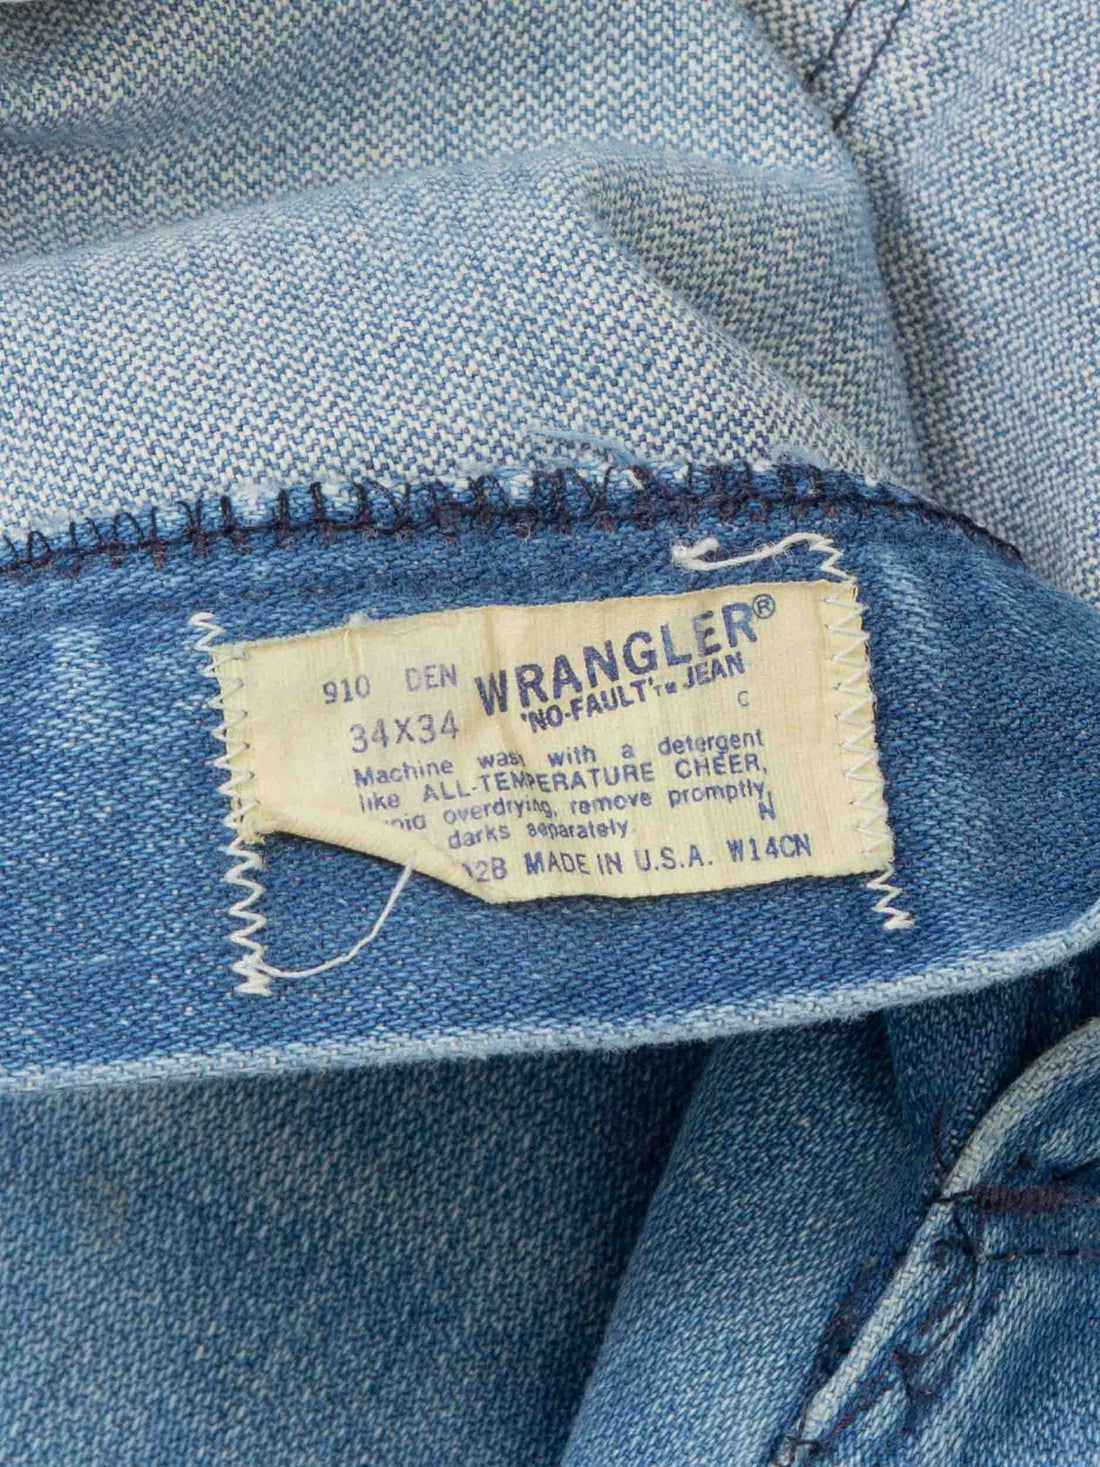 910 DEN WRANGLER®
34X34 'NO-FAULT'™ JEAN
C
Machine wash with a detergent
like ALL-TEMPERATURE CHEER,
overdrying, remove promptly,
darks separately.
N
2B MADE IN U.S.A. W14CN